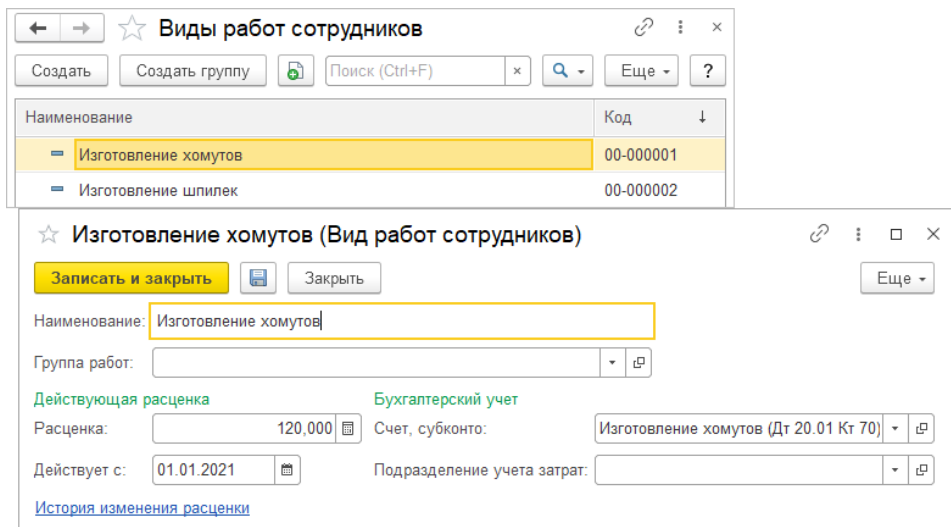 Виды работ сотрудников
Создать Создать группу Поиск (Ctrl+F) × Еще ?
Наименование Код ↓
Изготовление хомутов 00-000001
Изготовление шпилек 00-000002
Изготовление хомутов (Вид работ сотрудников)
Записать и закрыть Закрыть Еще
Наименование: Изготовление хомутов
Группа работ:
Действующая расценка Бухгалтерский учет
Расценка: 120,000 Счет, субконто: Изготовление хомутов (Дт 20.01 Кт 70)
Действует с: 01.01.2021 Подразделение учета затрат:
История изменения расценки